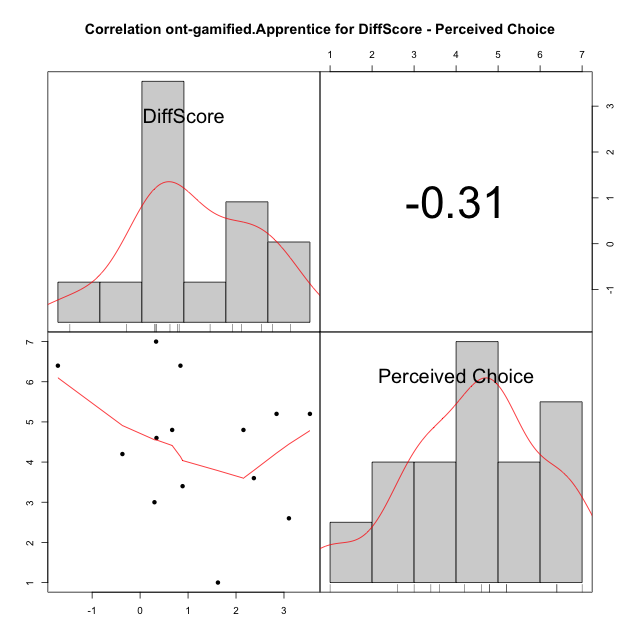 Correlation ont-gamified.Apprentice for DiffScore - Perceived Choice
1 2 3 4 5 6 7
DiffScore
-0.31
3
2
1
0
-1
7
6
5
4
3
2
1
Perceived Choice
-1 0 1 2 3